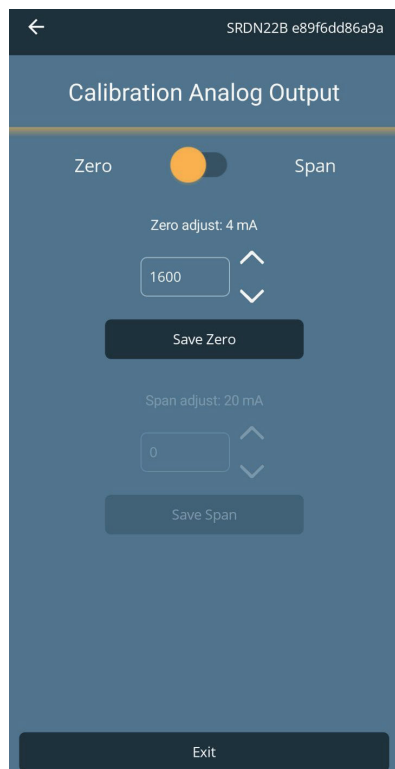 SRDN22B e89f6dd86a9a
Calibration Analog Output
Zero Span
Zero adjust: 4 mA
1600
Save Zero
Span adjust: 20 mA
0
Save Span
Exit